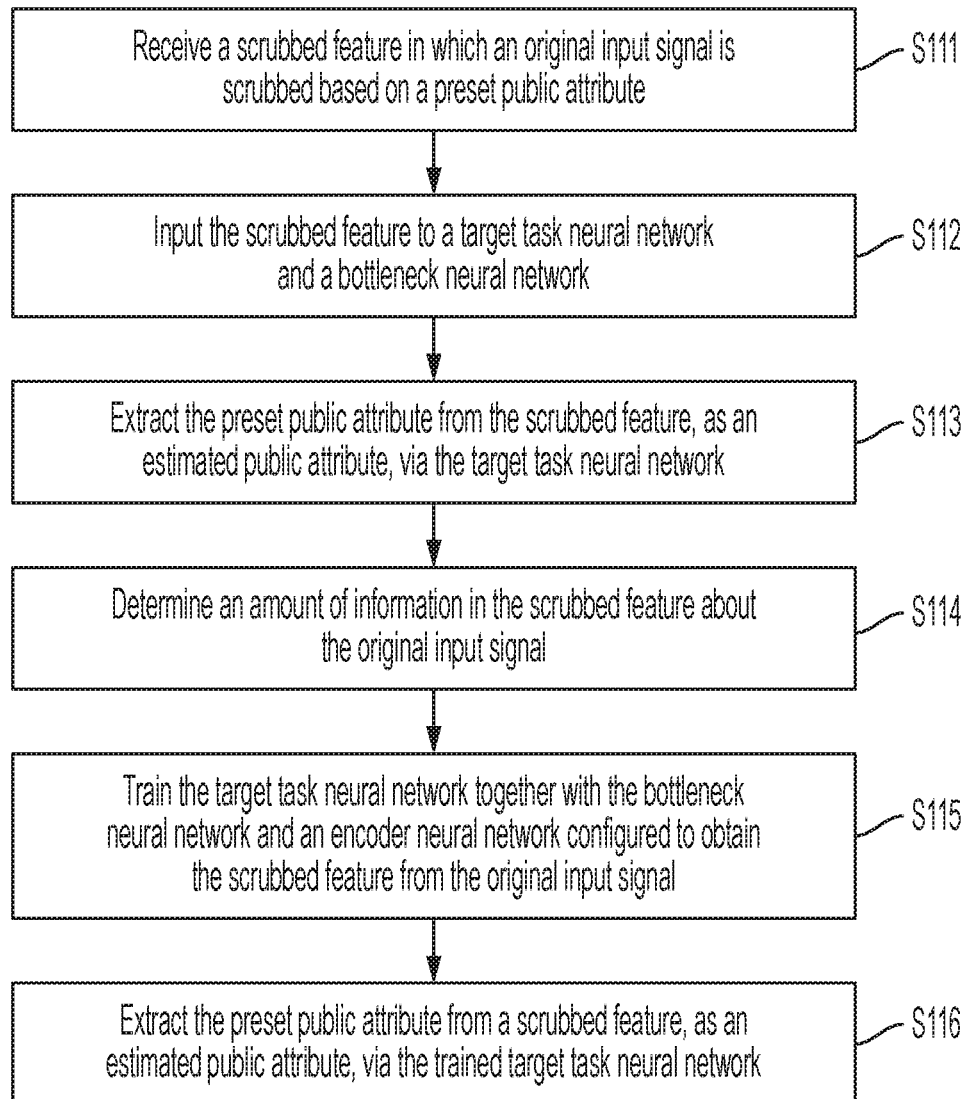 Receive a scrubbed feature in which an original input signal is
scrubbed based on a preset public attribute
S111
Input the scrubbed feature to a target task neural network
and a bottleneck neural network
S112
Extract the preset public attribute from the scrubbed feature, as an
estimated public attribute, via the target task neural network
S113
Determine an amount of information in the scrubbed feature about
the original input signal
S114
Train the target task neural network together with the bottleneck
neural network and an encoder neural network configured to obtain
the scrubbed feature from the original input signal
S115
Extract the preset public attribute from a scrubbed feature, as an
estimated public attribute, via the trained target task neural network
S116